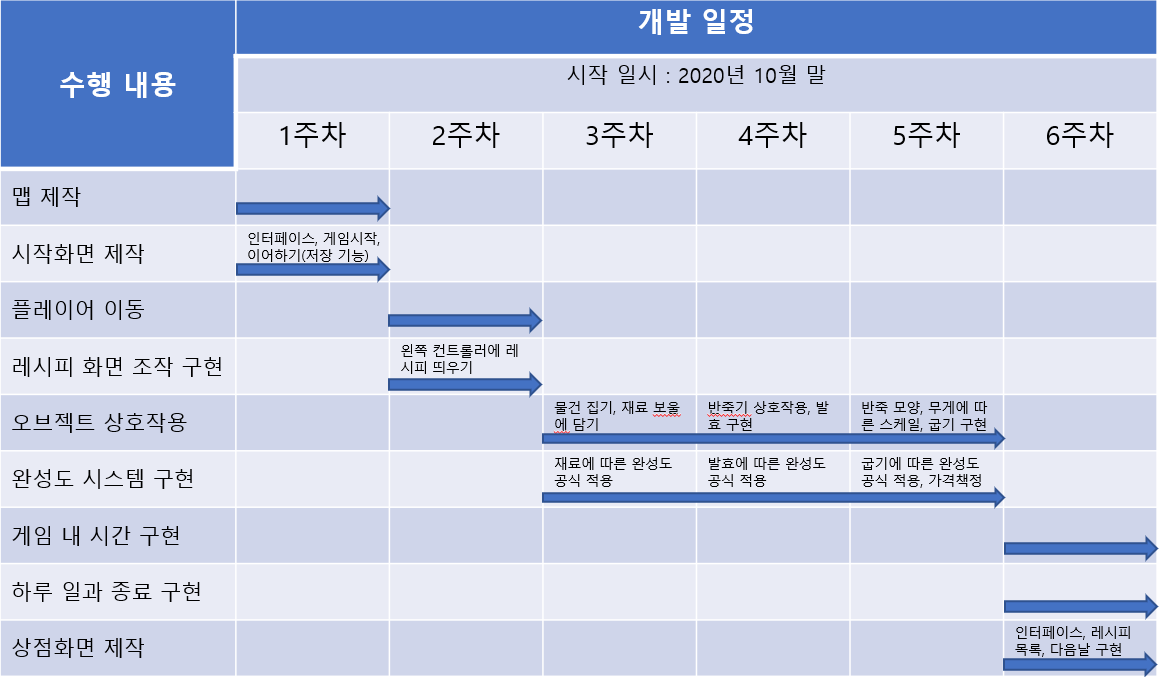 수행 내용
개발 일정
시작 일시 : 2020년 10월 말
1주차
2주차
3주차
4주차
5주차
6주차
맵 제작
시작화면 제작
인터페이스, 게임시작,
이어하기(저장 기능)
플레이어 이동
레시피 화면 조작 구현
왼쪽 컨트롤러에 레
시피 띄우기
오브젝트 상호작용
물건 집기, 재료 보울
에 담기
반죽기 상호작용, 발
효 구현
반죽 모양, 무게에 따
른 스케일, 굽기 구현
완성도 시스템 구현
재료에 따른 완성도
공식 적용
발효에 따른 완성도
공식 적용
굽기에 따른 완성도
공식 적용, 가격책정
게임 내 시간 구현
하루 일과 종료 구현
상점화면 제작
인터페이스, 레시피
목록, 다음날 구현